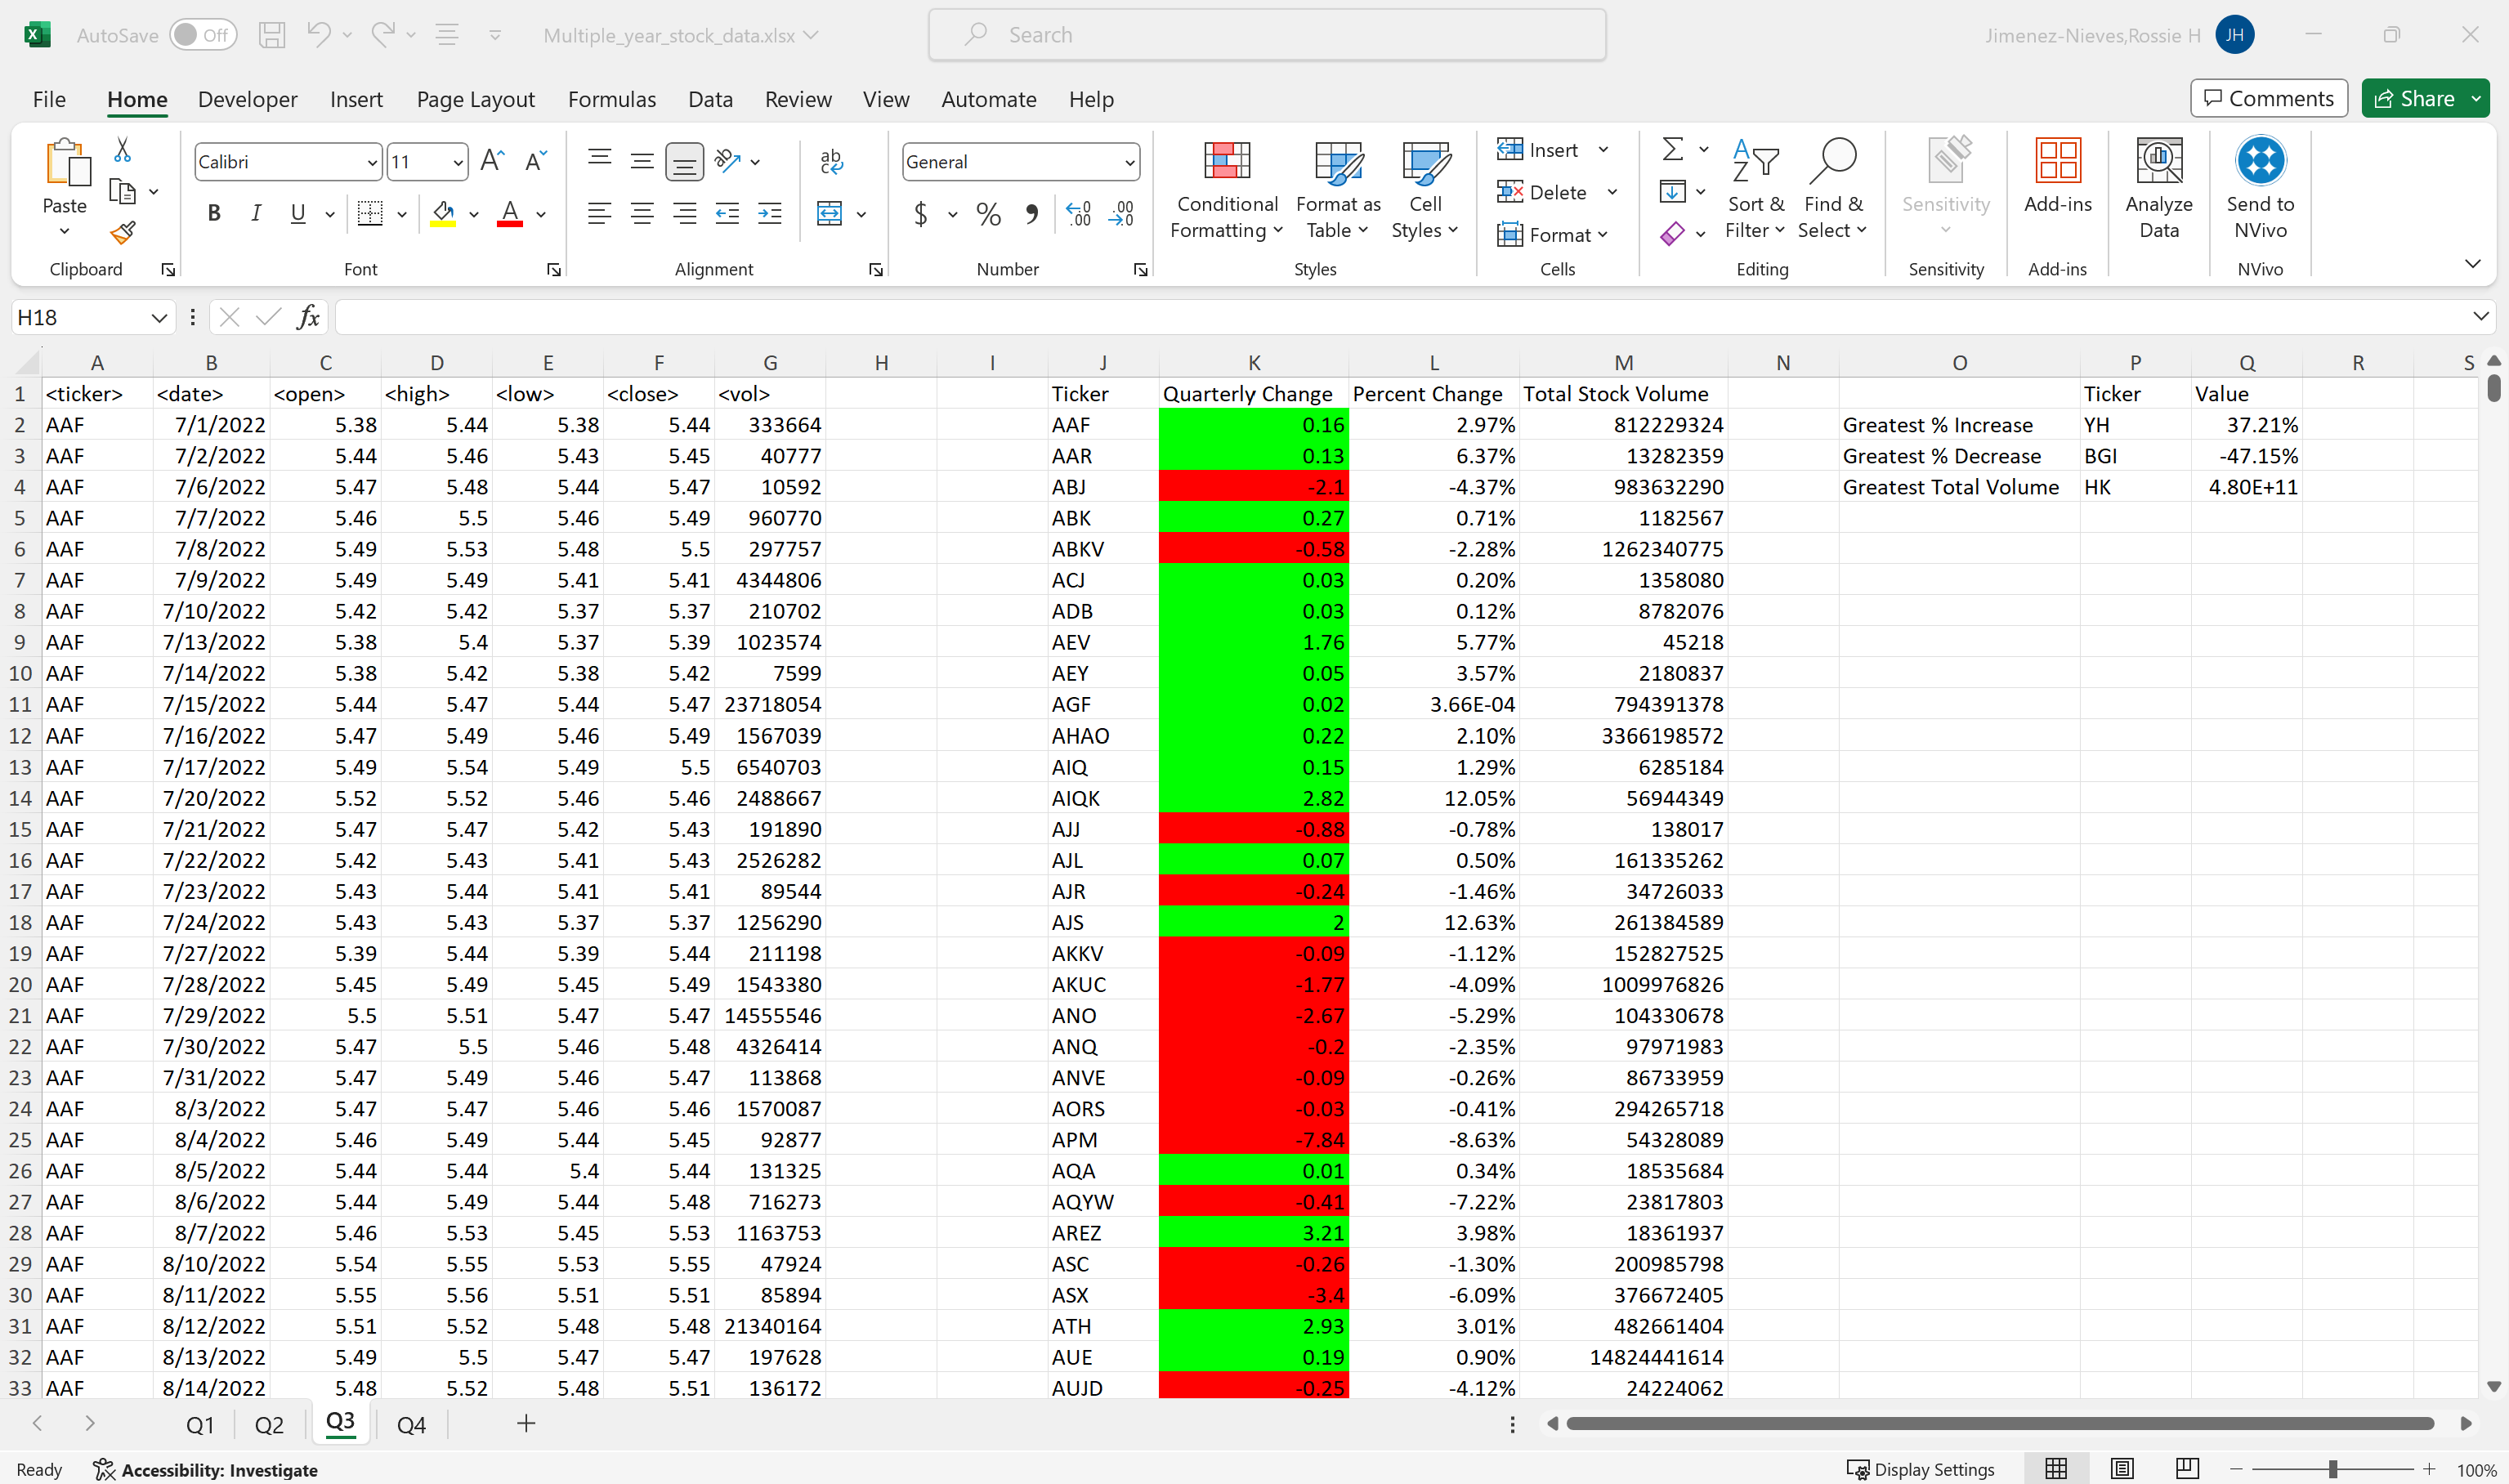 AutoSave Off Multiple_year_stock_data.xlsx Search Jimenez-Nieves,Rossie H JH
File Home Developer Insert Page Layout Formulas Data Review View Automate Help Comments Share
Paste Calibri 11 General Conditional Formatting Format as Table Cell Styles Insert Delete Format Sort & Filter Find & Select Sensitivity Add-ins Analyze Data Send to NVivo
Clipboard Font Alignment Number Styles Cells Editing Sensitivity Add-ins NVivo
H18 fx
A B C D E F G H I J K L M N O P Q R S
1 <ticker> <date> <open> <high> <low> <close> <vol> Ticker Quarterly Change Percent Change Total Stock Volume Ticker Value
2 AAF 7/1/2022 5.38 5.44 5.38 5.44 333664 AAF 0.16 2.97% 812229324 Greatest % Increase YH 37.21%
3 AAF 7/2/2022 5.44 5.46 5.43 5.45 40777 AAR 0.13 6.37% 13282359 Greatest % Decrease BGI -47.15%
4 AAF 7/6/2022 5.47 5.48 5.44 5.47 10592 ABJ -2.1 -4.37% 983632290 Greatest Total Volume HK 4.80E+11
5 AAF 7/7/2022 5.46 5.5 5.46 5.49 960770 ABK 0.27 0.71% 1182567
6 AAF 7/8/2022 5.49 5.53 5.48 5.5 297757 ABKV -0.58 -2.28% 1262340775
7 AAF 7/9/2022 5.49 5.49 5.41 5.41 4344806 ACJ 0.03 0.20% 1358080
8 AAF 7/10/2022 5.42 5.42 5.37 5.37 210702 ADB 0.03 0.12% 8782076
9 AAF 7/13/2022 5.38 5.4 5.37 5.39 1023574 AEV 1.76 5.77% 45218
10 AAF 7/14/2022 5.38 5.42 5.38 5.42 7599 AEY 0.05 3.57% 2180837
11 AAF 7/15/2022 5.44 5.47 5.44 5.47 23718054 AGF 0.02 3.66E-04 794391378
12 AAF 7/16/2022 5.47 5.49 5.46 5.49 1567039 AHAO 0.22 2.10% 3366198572
13 AAF 7/17/2022 5.49 5.54 5.49 5.5 6540703 AIQ 0.15 1.29% 6285184
14 AAF 7/20/2022 5.52 5.52 5.46 5.46 2488667 AIQK 2.82 12.05% 56944349
15 AAF 7/21/2022 5.47 5.47 5.42 5.43 191890 AJJ -0.88 -0.78% 138017
16 AAF 7/22/2022 5.42 5.43 5.41 5.43 2526282 AJL 0.07 0.50% 161335262
17 AAF 7/23/2022 5.43 5.44 5.41 5.41 89544 AJR -0.24 -1.46% 34726033
18 AAF 7/24/2022 5.43 5.43 5.37 5.37 1256290 AJS 2 12.63% 261384589
19 AAF 7/27/2022 5.39 5.44 5.39 5.44 211198 AKKV -0.09 -1.12% 152827525
20 AAF 7/28/2022 5.45 5.49 5.45 5.49 1543380 AKUC -1.77 -4.09% 1009976826
21 AAF 7/29/2022 5.5 5.51 5.47 5.47 14555546 ANO -2.67 -5.29% 104330678
22 AAF 7/30/2022 5.47 5.5 5.46 5.48 4326414 ANQ -0.2 -2.35% 97971983
23 AAF 7/31/2022 5.47 5.49 5.46 5.47 113868 ANVE -0.09 -0.26% 86733959
24 AAF 8/3/2022 5.47 5.47 5.46 5.46 1570087 AORS -0.03 -0.41% 294265718
25 AAF 8/4/2022 5.46 5.49 5.44 5.45 92877 APM -7.84 -8.63% 54328089
26 AAF 8/5/2022 5.44 5.44 5.4 5.44 131325 AQA 0.01 0.34% 18535684
27 AAF 8/6/2022 5.44 5.49 5.44 5.48 716273 AQYW -0.41 -7.22% 23817803
28 AAF 8/7/2022 5.46 5.53 5.45 5.53 1163753 AREZ 3.21 3.98% 18361937
29 AAF 8/10/2022 5.54 5.55 5.53 5.55 47924 ASC -0.26 -1.30% 200985798
30 AAF 8/11/2022 5.55 5.56 5.51 5.51 85894 ASX -3.4 -6.09% 376672405
31 AAF 8/12/2022 5.51 5.52 5.48 5.48 21340164 ATH 2.93 3.01% 482661404
32 AAF 8/13/2022 5.49 5.5 5.47 5.47 197628 AUE 0.19 0.90% 14824441614
33 AAF 8/14/2022 5.48 5.52 5.48 5.51 136172 AUJD -0.25 -4.12% 24224062
Q1 Q2 Q3 Q4
Ready Accessibility: Investigate Display Settings 100%